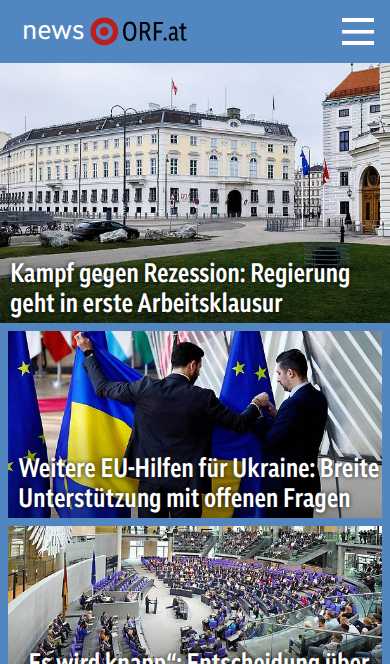 news ORF.at
Kampf gegen Rezession: Regierung
geht in erste Arbeitsklausur
Weitere EU-Hilfen für Ukraine: Breite
Unterstützung mit offenen Fragen
„Es wird knapp“: Entscheidung über